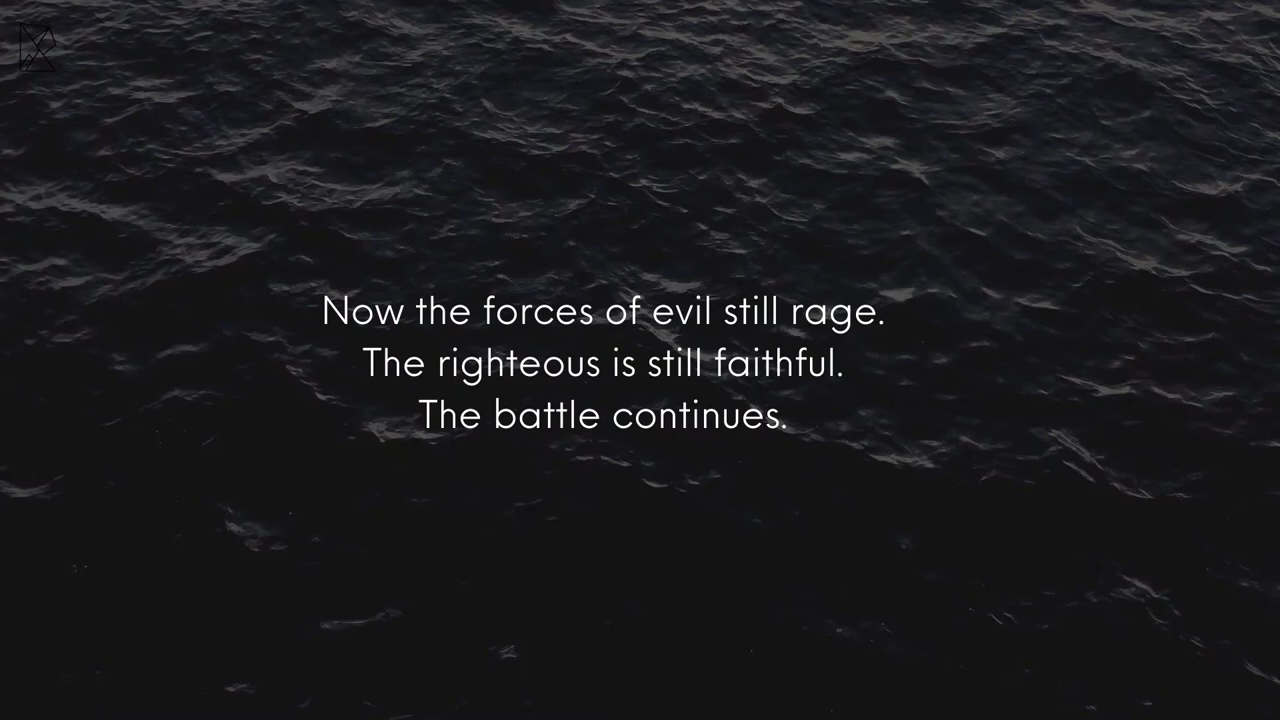 Now the forces of evil still rage.
The righteous is still faithful.
The battle continues.